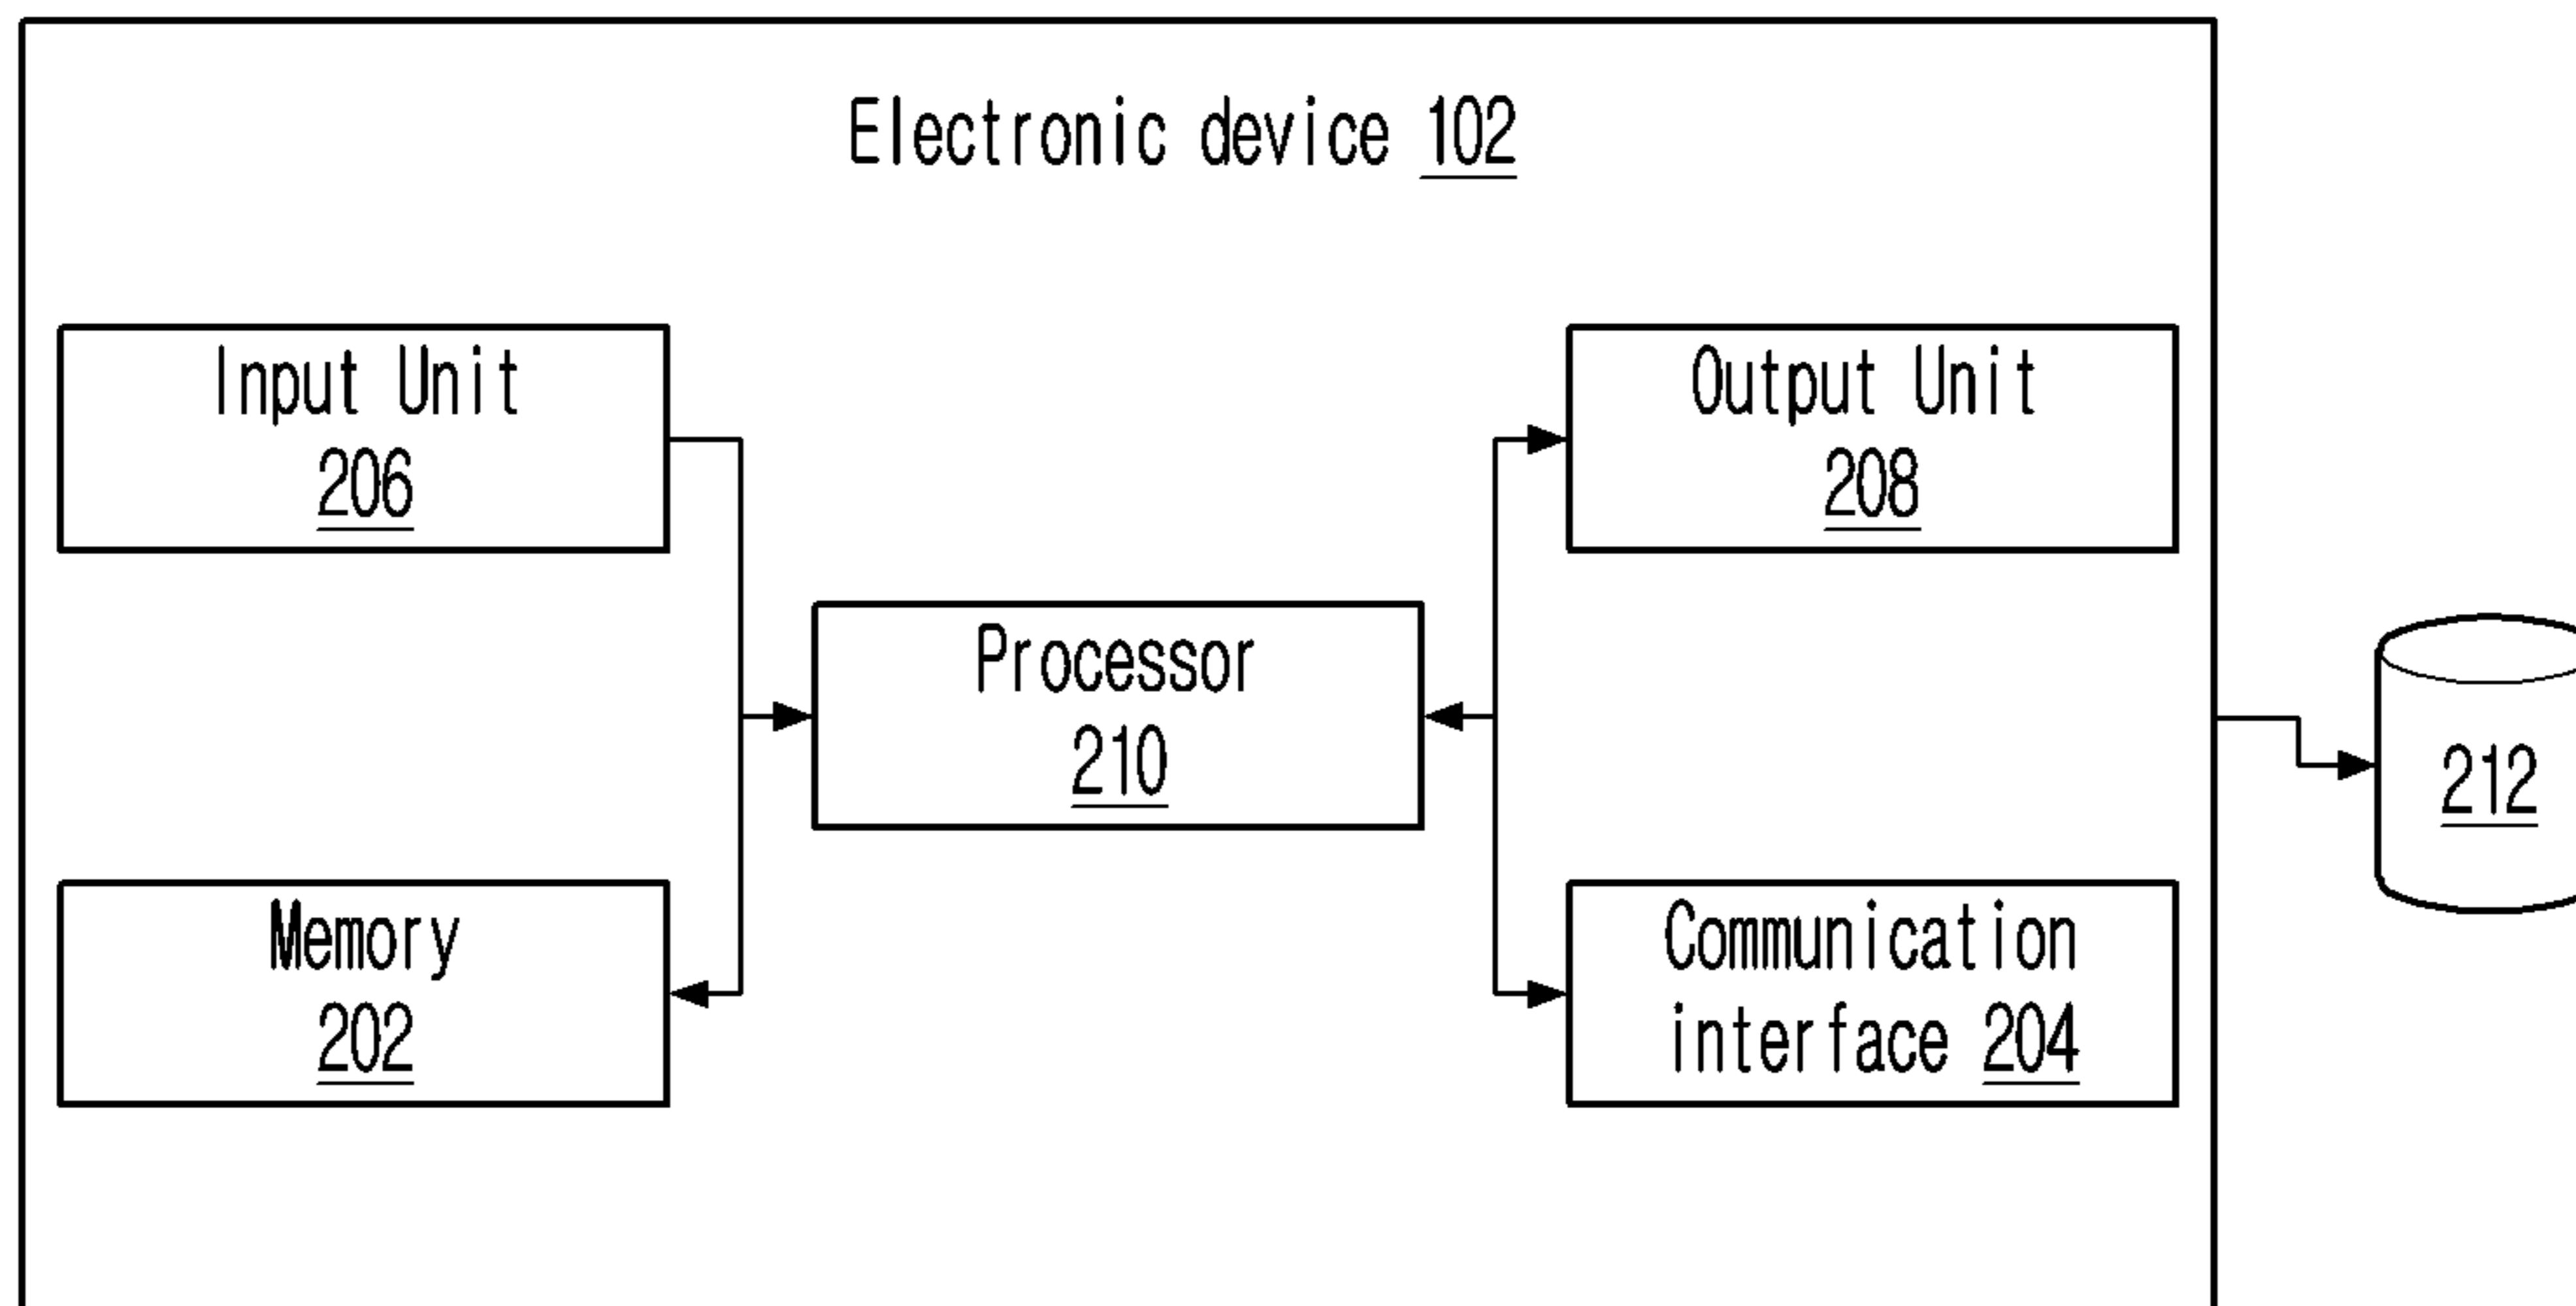 Electronic device 102
Input Unit
206
Output Unit
208
Processor
210
212
Memory
202
Communication
interface 204